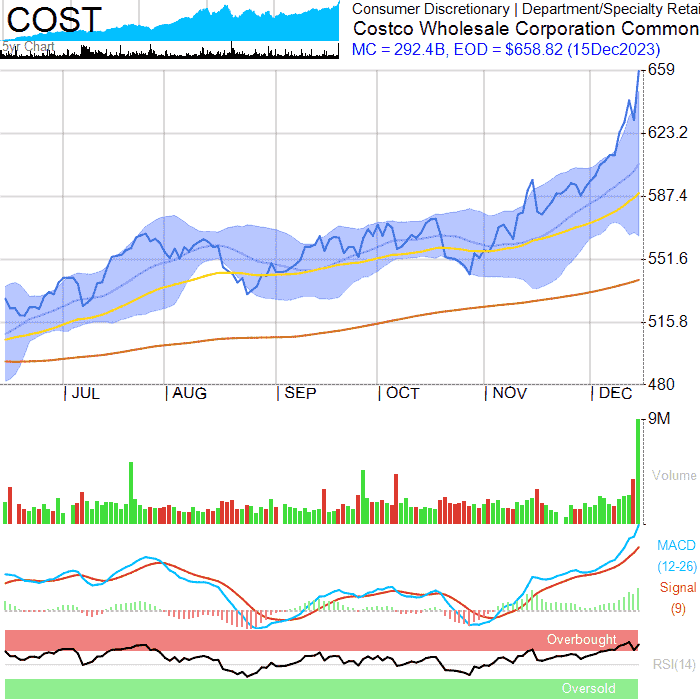 COST
5yr Chart
Consumer Discretionary | Department/Specialty Retai
Costco Wholesale Corporation Common
MC = 292.4B, EOD = $658.82 (15Dec2023)
659
623.2
587.4
551.6
515.8
480
JUL AUG SEP OCT NOV DEC
9M
Volume
MACD
(12-26)
Signal
(9)
Overbought
RSI(14)
Oversold